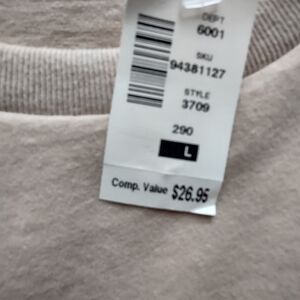 DEPT
6001
SKU
94381127
STYLE
3709
290
L
Comp. Value $26.95